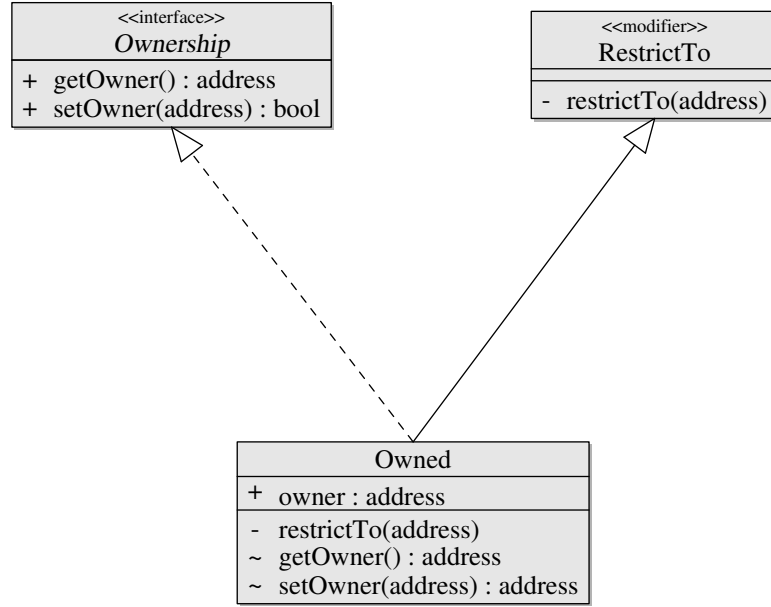 <<interface>>
Ownership
+ getOwner() : address
+ setOwner(address) : bool
<<modifier>>
RestrictTo
- restrictTo(address)
Owned
+ owner : address
- restrictTo(address)
~ getOwner() : address
~ setOwner(address) : address